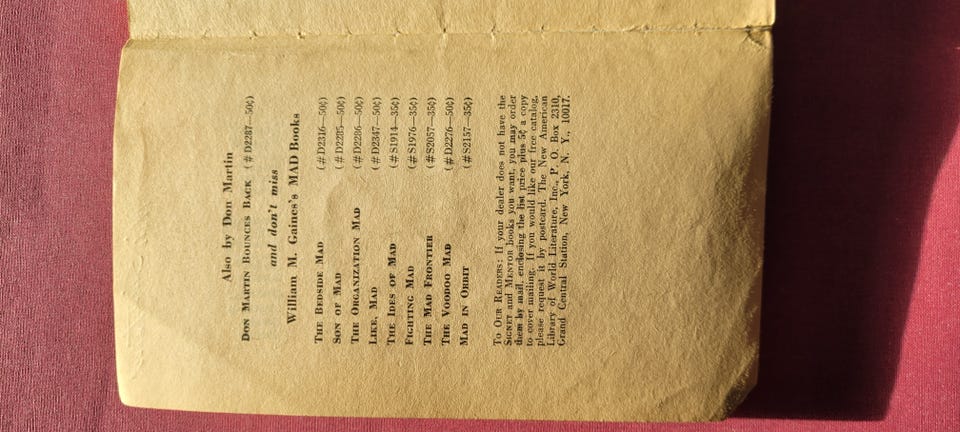 Also by Don Martin
DON MARTIN BOUNCES BACK (#D2287—50¢)
and don't miss
William M. Gaines's MAD Books
THE BEDSIDE MAD (#D2316—50¢)
SON OF MAD (#D2285—50¢)
THE ORGANIZATION MAD (#D2286—50¢)
LIKE, MAD (#D2347—50¢)
THE IDES OF MAD (#S1914—35¢)
FIGHTING MAD (#S1976—35¢)
THE MAD FRONTIER (#S2057—35¢)
THE VOODOO MAD (#D2276—50¢)
MAD IN ORBIT (#S2157—35¢)
TO OUR READERS: If your dealer does not have the
SIGNET and MENTOR books you want, you may order
them by mail, enclosing the list price plus 5¢ a copy
to cover mailing. If you would like our free catalog,
please request it by postcard. The New American
Library of World Literature, Inc., P. O. Box 2310,
Grand Central Station, New York, N. Y., 10017.